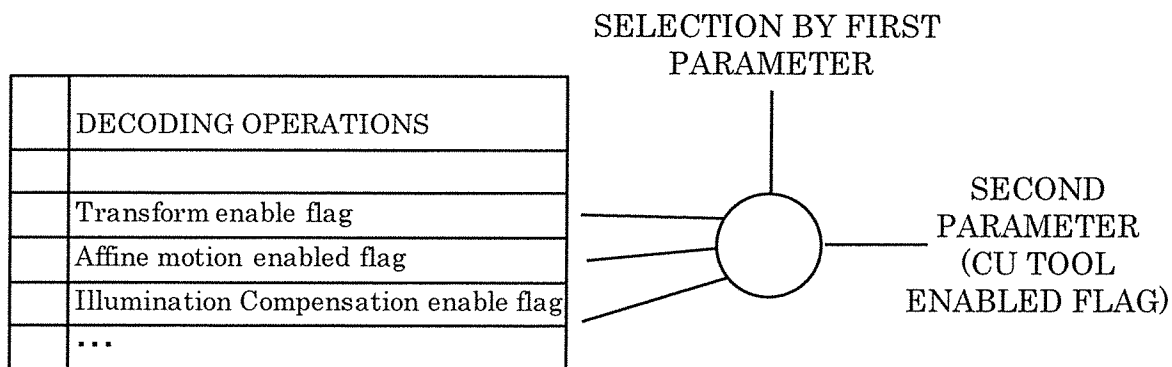 SELECTION BY FIRST
PARAMETER
DECODING OPERATIONS
Transform enable flag
Affine motion enabled flag
Illumination Compensation enable flag
...
SECOND
PARAMETER
(CU TOOL
ENABLED FLAG)